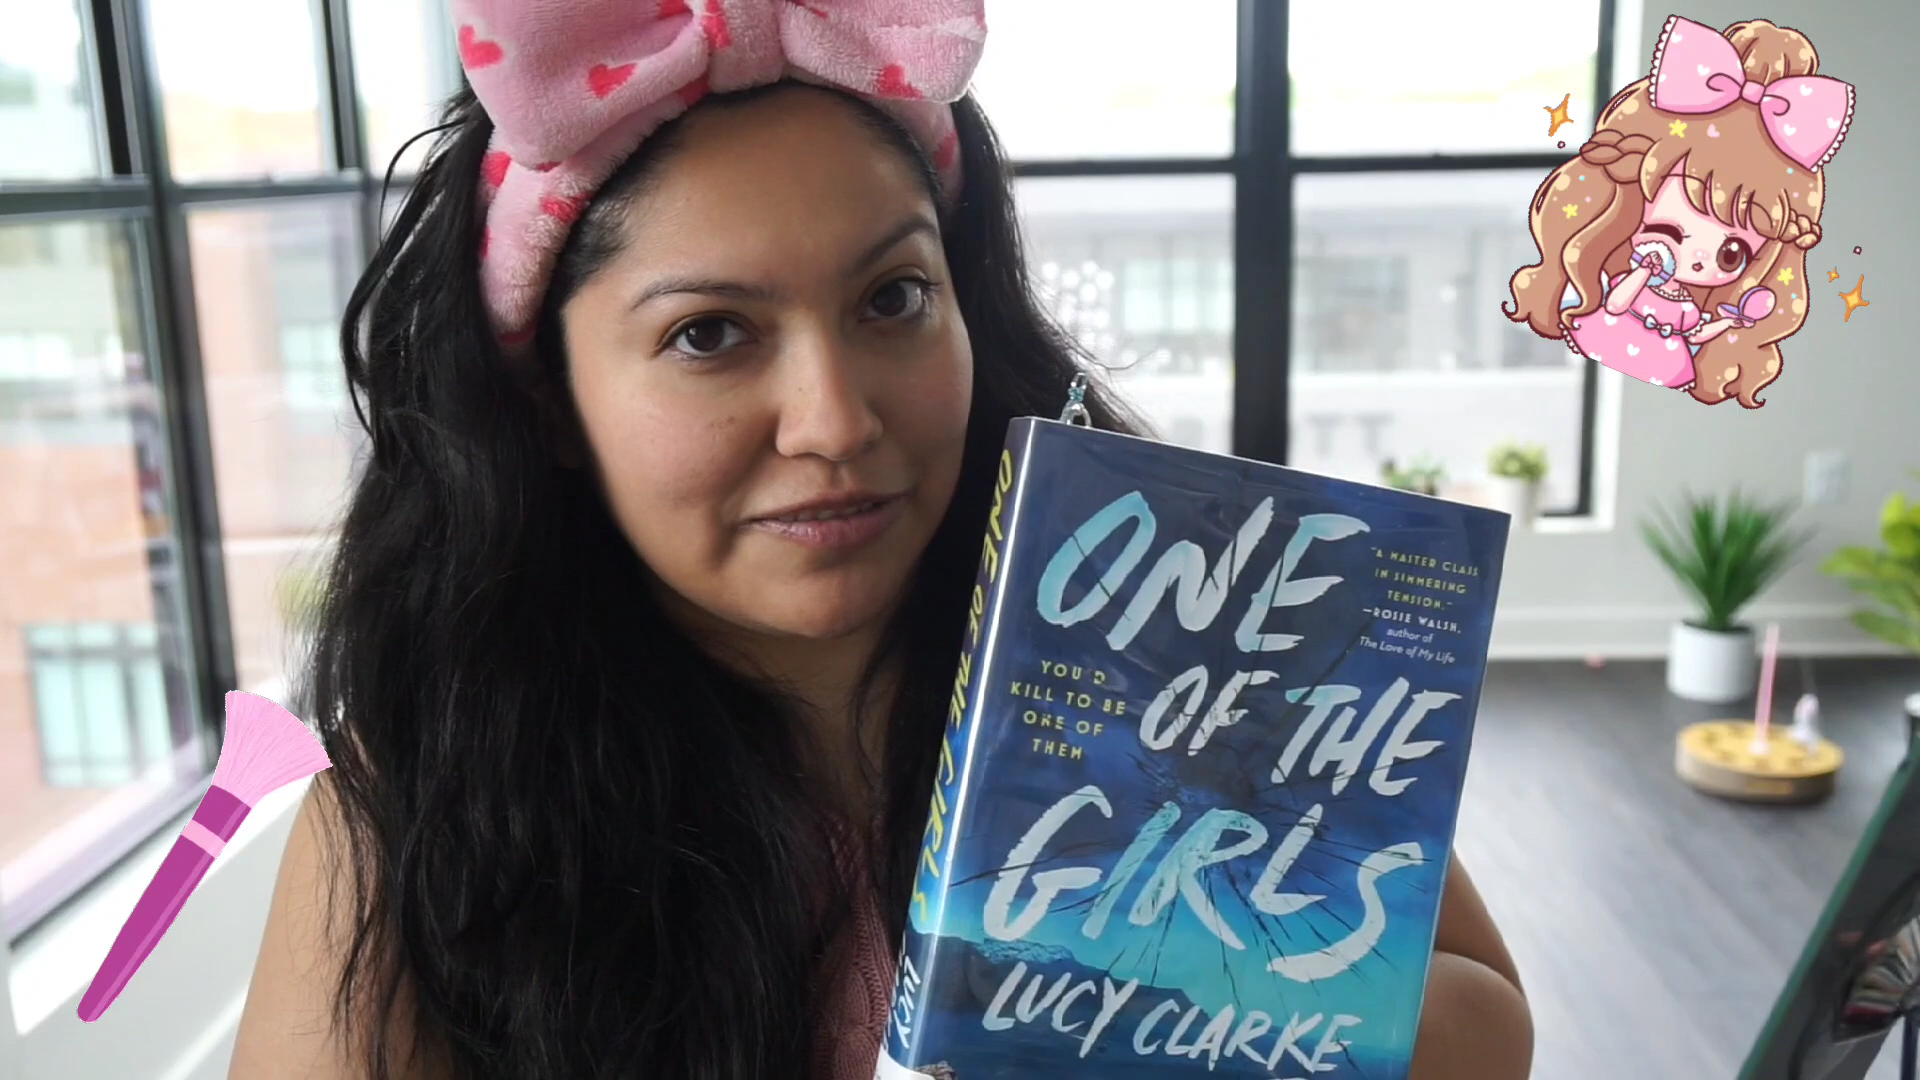 ONE OF THE GIRLS
LUCY
ONE
OF THE
GIRLS
LUCY CLARKE
"A MASTER CLASS
IN SIMMERING
TENSION."
—ROSIE WALSH,
author of
The Love of My Life
YOU'D
KILL TO BE
ONE OF
THEM